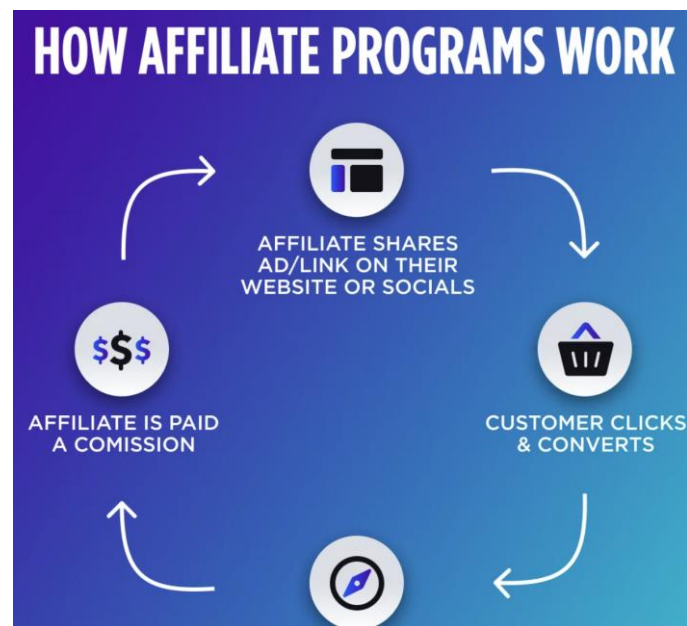 HOW AFFILIATE PROGRAMS WORK
AFFILIATE SHARES
AD/LINK ON THEIR
WEBSITE OR SOCIALS
$$$
AFFILIATE IS PAID
A COMISSION
CUSTOMER CLICKS
& CONVERTS